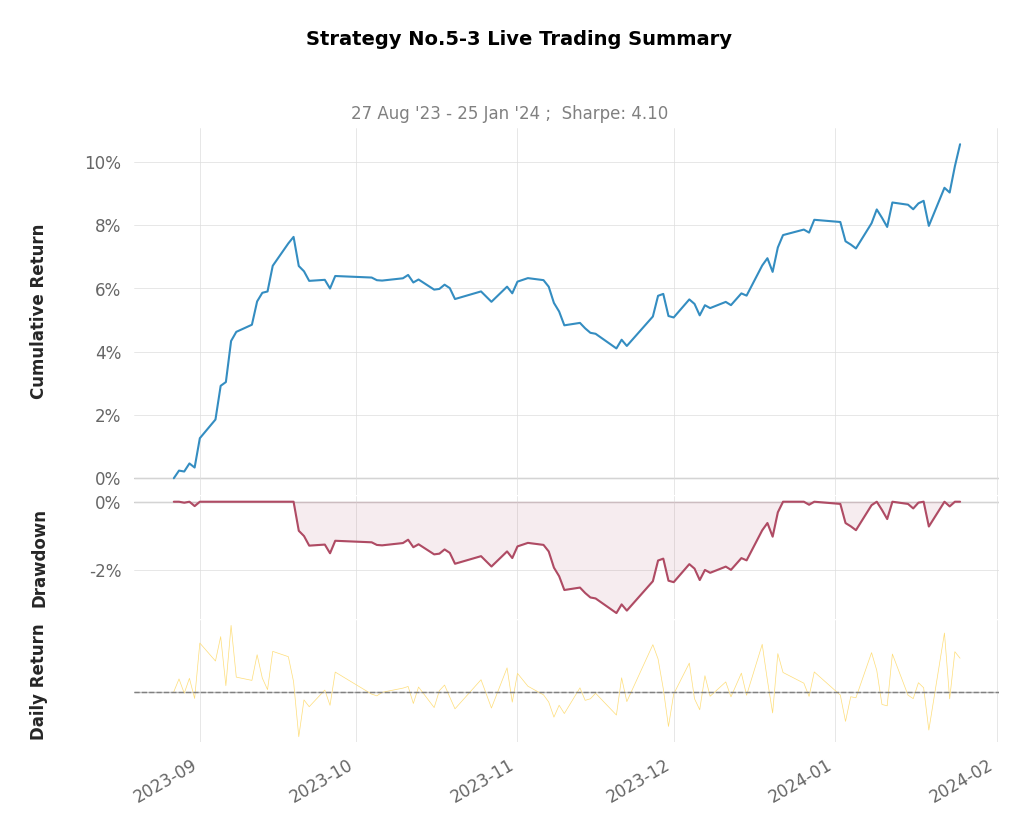 Strategy No.5-3 Live Trading Summary
27 Aug '23 - 25 Jan '24 ;  Sharpe: 4.10
Cumulative Return
10%
8%
6%
4%
2%
0%
Drawdown
0%
-2%
Daily Return
2023-09
2023-10
2023-11
2023-12
2024-01
2024-02